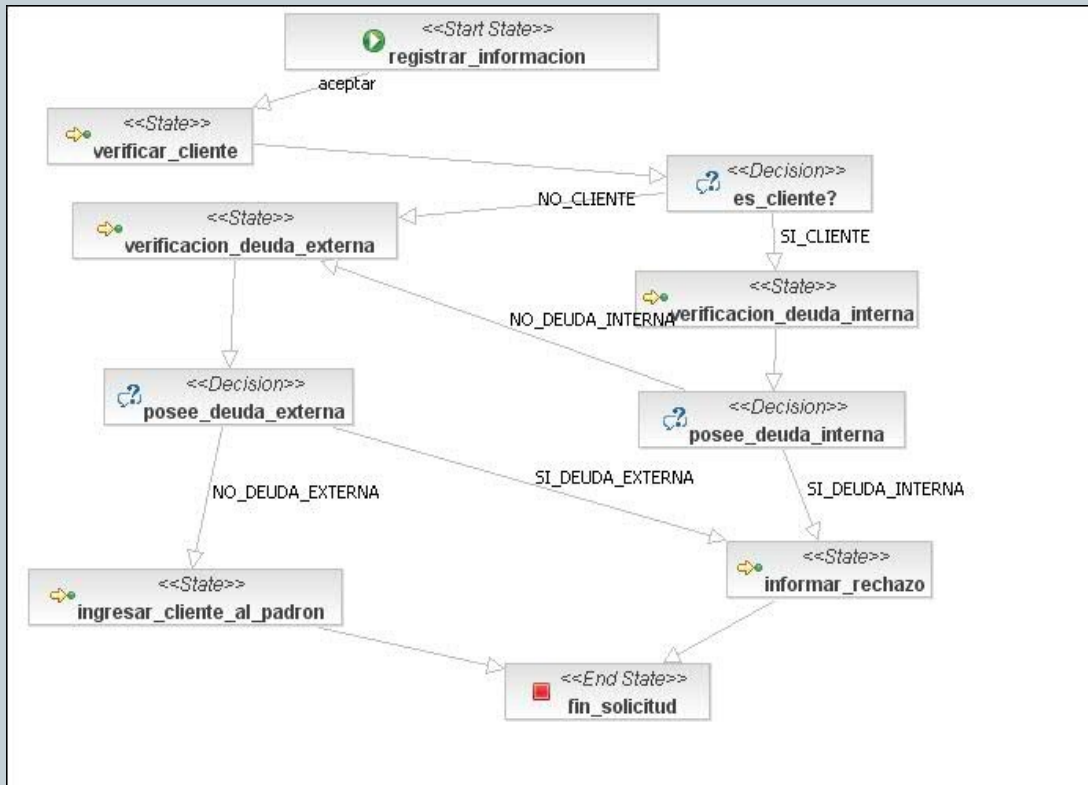 <<Start State>>
registrar_informacion
aceptar
<<State>>
verificar_cliente
<<Decision>>
es_cliente?
NO_CLIENTE
<<State>>
verificacion_deuda_externa
SI_CLIENTE
<<State>>
verificacion_deuda_interna
NO_DEUDA_INTERNA
<<Decision>>
posee_deuda_externa
<<Decision>>
posee_deuda_interna
NO_DEUDA_EXTERNA
SI_DEUDA_EXTERNA
SI_DEUDA_INTERNA
<<State>>
informar_rechazo
<<State>>
ingresar_cliente_al_padron
<<End State>>
fin_solicitud